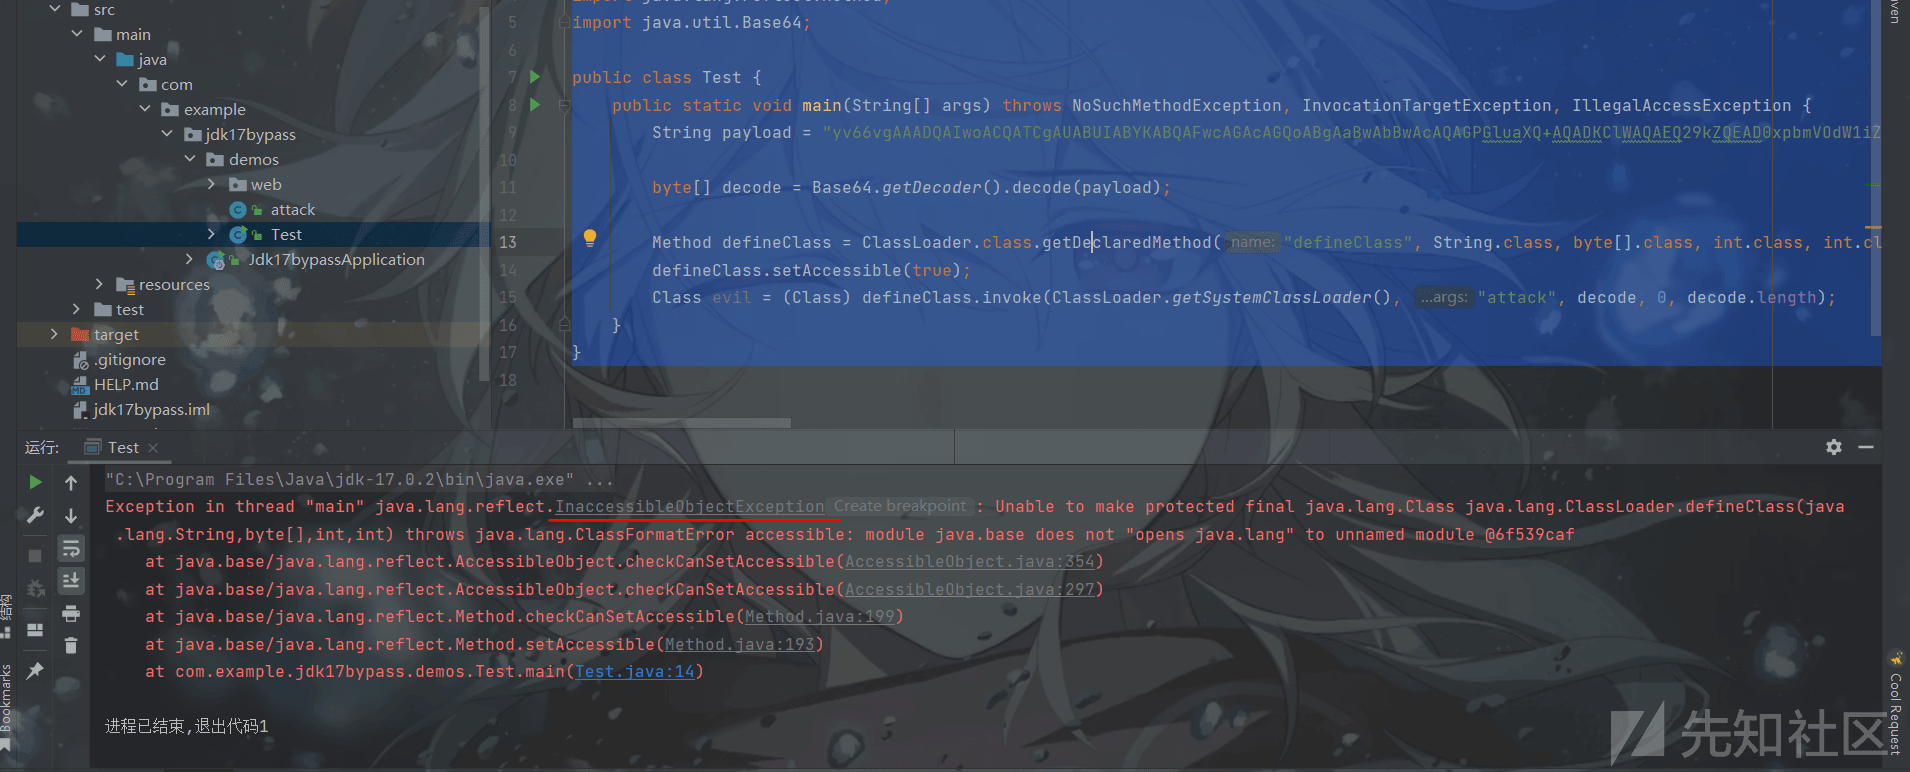 src
main
java
com
example
jdk17bypass
demos
web
attack
Test
Jdk17bypassApplication
resources
test
target
.gitignore
HELP.md
jdk17bypass.iml
5 import java.util.Base64;
6
7 public class Test {
8 public static void main(String[] args) throws NoSuchMethodException, InvocationTargetException, IllegalAccessException {
9 String payload = "yv66vgAAADQAIwoACQATCgAUABUIABYKABQAFwcAGAcAGQoABgAaBwAbBwAcAQAGPGluaXQ+AQADKClWAQAEQ29kZQEAD0xpbmVOdW1iZ
10
11 byte[] decode = Base64.getDecoder().decode(payload);
12
13 Method defineClass = ClassLoader.class.getDeclaredMethod( name: "defineClass", String.class, byte[].class, int.class, int.cl
14 defineClass.setAccessible(true);
15 Class evil = (Class) defineClass.invoke(ClassLoader.getSystemClassLoader(), ...args: "attack", decode, 0, decode.length);
16 }
17 }
18
运行: Test
"C:\Program Files\Java\jdk-17.0.2\bin\java.exe" ...
Exception in thread "main" java.lang.reflect.InaccessibleObjectException Create breakpoint : Unable to make protected final java.lang.Class java.lang.ClassLoader.defineClass(java
.lang.String,byte[],int,int) throws java.lang.ClassFormatError accessible: module java.base does not "opens java.lang" to unnamed module @6f539caf
at java.base/java.lang.reflect.AccessibleObject.checkCanSetAccessible(AccessibleObject.java:354)
at java.base/java.lang.reflect.AccessibleObject.checkCanSetAccessible(AccessibleObject.java:297)
at java.base/java.lang.reflect.Method.checkCanSetAccessible(Method.java:199)
at java.base/java.lang.reflect.Method.setAccessible(Method.java:193)
at com.example.jdk17bypass.demos.Test.main(Test.java:14)
进程已结束,退出代码1
结构
Bookmarks
Cool Request
先知社区